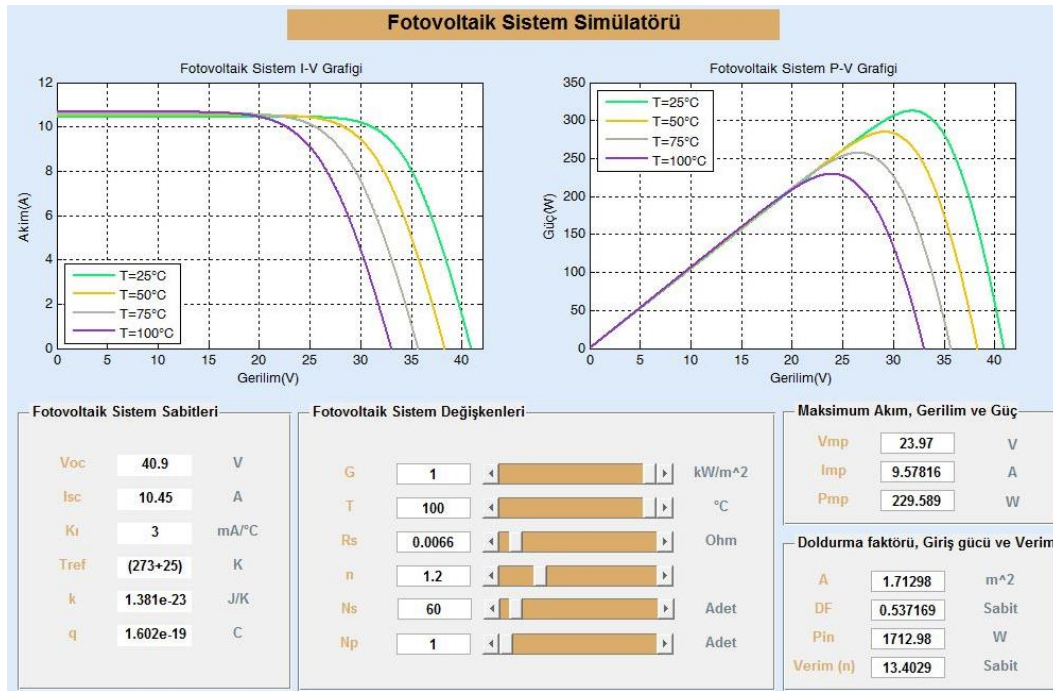 Fotovoltaik Sistem Simülatörü
Fotovoltaik Sistem I-V Grafigi
12
10
8
6
4
2
0
Akim(A)
T=25°C
T=50°C
T=75°C
T=100°C
0 5 10 15 20 25 30 35 40
Gerilim(V)
Fotovoltaik Sistem P-V Grafigi
350
300
250
200
150
100
50
0
Güç(W)
T=25°C
T=50°C
T=75°C
T=100°C
0 5 10 15 20 25 30 35 40
Gerilim(V)
Fotovoltaik Sistem Sabitleri
Voc 40.9 V
Isc 10.45 A
Kı 3 mA/°C
Tref (273+25) K
k 1.381e-23 J/K
q 1.602e-19 C
Fotovoltaik Sistem Değişkenleri
G 1 kW/m^2
T 100 °C
Rs 0.0066 Ohm
n 1.2
Ns 60 Adet
Np 1 Adet
Maksimum Akım, Gerilim ve Güç
Vmp 23.97 V
Imp 9.57816 A
Pmp 229.589 W
Doldurma faktörü, Giriş gücü ve Verim
A 1.71298 m^2
DF 0.537169 Sabit
Pin 1712.98 W
Verim (n) 13.4029 Sabit